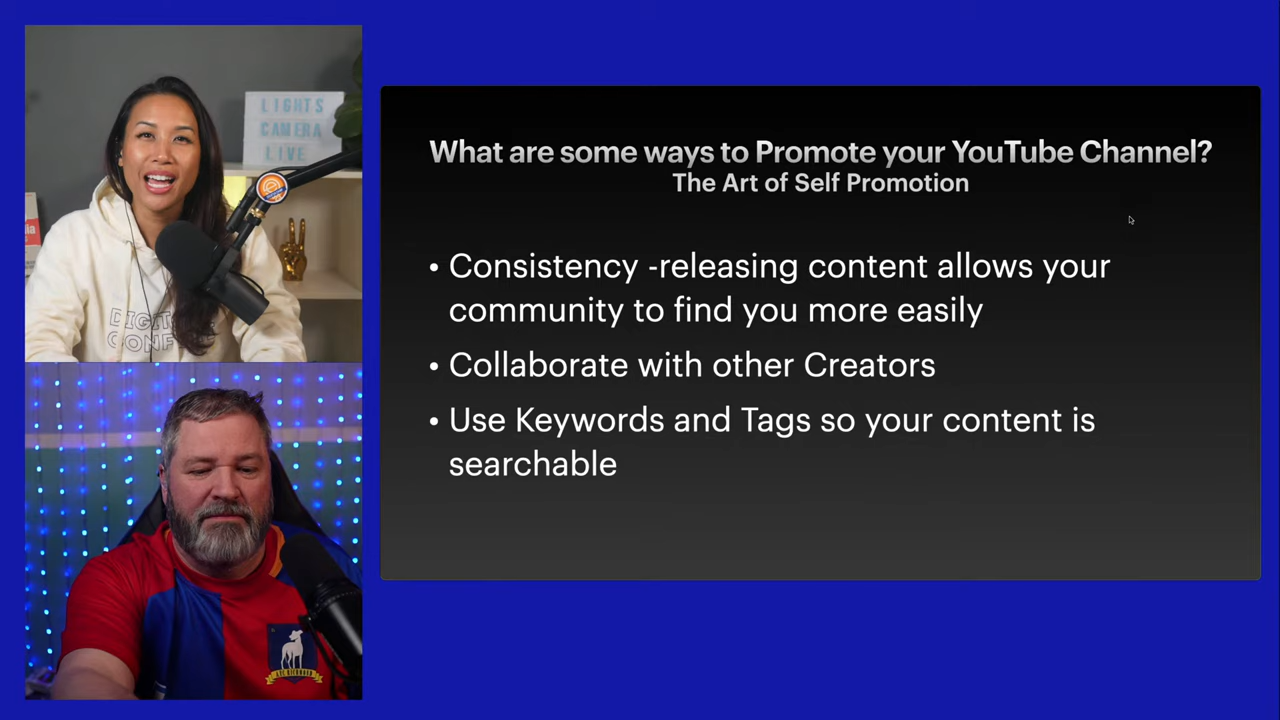 LIGHTS
CAMERA
LIVE
What are some ways to Promote your YouTube Channel?
The Art of Self Promotion
• Consistency -releasing content allows your
community to find you more easily
• Collaborate with other Creators
• Use Keywords and Tags so your content is
searchable
AFC RICHMOND